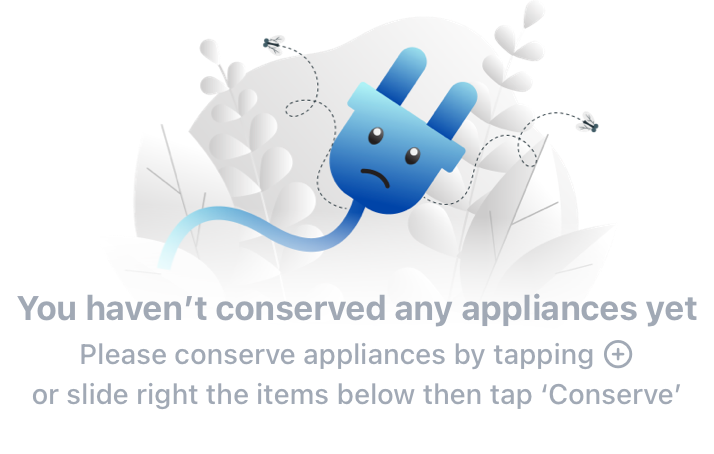 You haven’t conserved any appliances yet
Please conserve appliances by tapping ⊕
or slide right the items below then tap ‘Conserve’